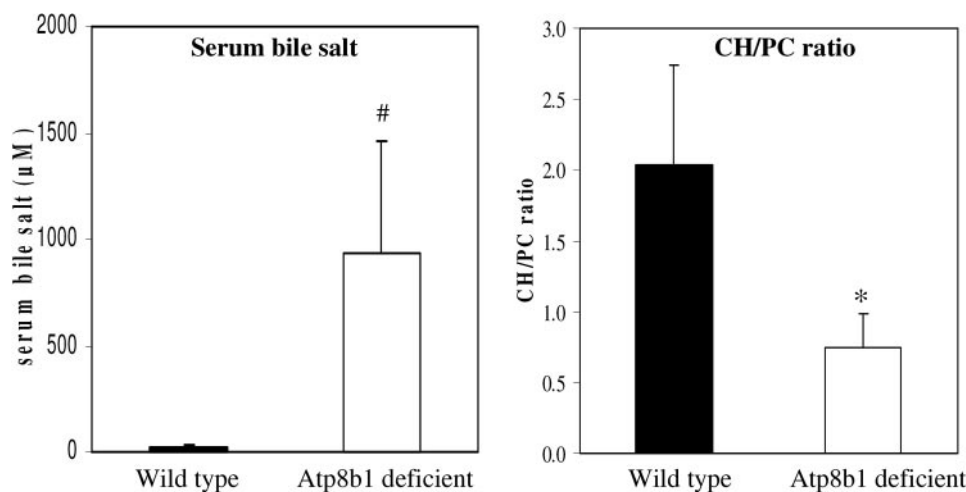 Serum bile salt
serum bile salt (µM)
2000
1500
1000
500
0
#
Wild type Atp8b1 deficient
CH/PC ratio
CH/PC ratio
3.0
2.5
2.0
1.5
1.0
0.5
0.0
*
Wild type Atp8b1 deficient